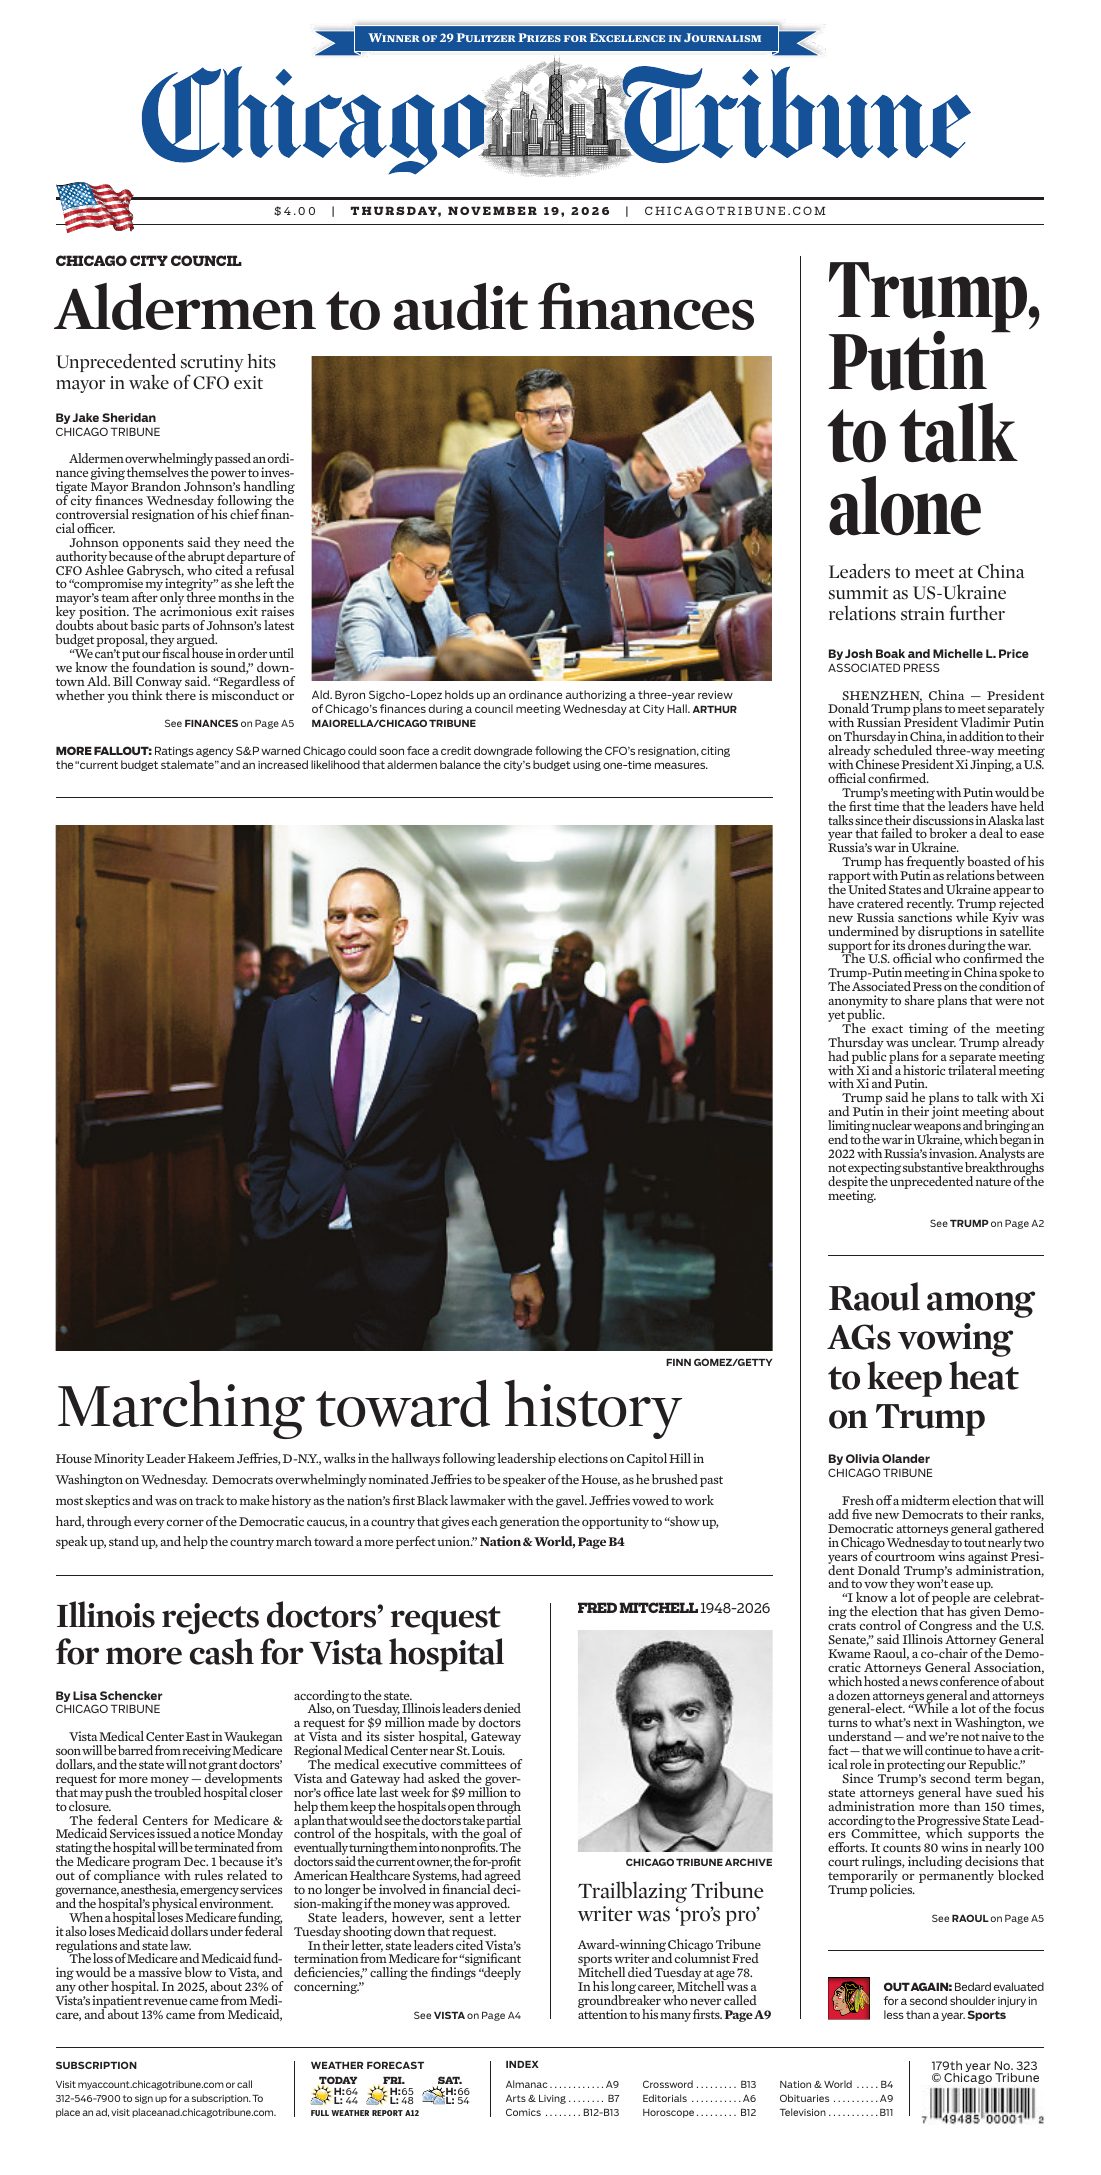 WINNER OF 29 PULITZER PRIZES FOR EXCELLENCE IN JOURNALISM
Chicago Tribune
$4.00 | THURSDAY, NOVEMBER 19, 2026 | CHICAGOTRIBUNE.COM
CHICAGO CITY COUNCIL
Aldermen to audit finances
Unprecedented scrutiny hits
mayor in wake of CFO exit
By Jake Sheridan
CHICAGO TRIBUNE
Aldermen overwhelmingly passed an ordi-
nance giving themselves the power to inves-
tigate Mayor Brandon Johnson's handling
of city finances Wednesday following the
controversial resignation of his chief finan-
cial officer.
Johnson opponents said they need the
authority because of the abrupt departure of
CFO Ashlee Gabrysch, who cited a refusal
to “compromise my integrity” as she left the
mayor's team after only three months in the
key position. The acrimonious exit raises
doubts about basic parts of Johnson's latest
budget proposal, they argued.
“We can't put our fiscal house in order until
we know the foundation is sound,” down-
town Ald. Bill Conway said. “Regardless of
whether you think there is misconduct or
See FINANCES on Page A5
Ald. Byron Sigcho-Lopez holds up an ordinance authorizing a three-year review
of Chicago's finances during a council meeting Wednesday at City Hall. ARTHUR
MAIORELLA/CHICAGO TRIBUNE
MORE FALLOUT: Ratings agency S&P warned Chicago could soon face a credit downgrade following the CFO's resignation, citing
the “current budget stalemate” and an increased likelihood that aldermen balance the city's budget using one-time measures.
FINN GOMEZ/GETTY
Marching toward history
House Minority Leader Hakeem Jeffries, D-N.Y., walks in the hallways following leadership elections on Capitol Hill in
Washington on Wednesday. Democrats overwhelmingly nominated Jeffries to be speaker of the House, as he brushed past
most skeptics and was on track to make history as the nation's first Black lawmaker with the gavel. Jeffries vowed to work
hard, through every corner of the Democratic caucus, in a country that gives each generation the opportunity to “show up,
speak up, stand up, and help the country march toward a more perfect union.” Nation & World, Page B4
Illinois rejects doctors' request
for more cash for Vista hospital
By Lisa Schencker
CHICAGO TRIBUNE
Vista Medical Center East in Waukegan
soon will be barred from receiving Medicare
dollars, and the state will not grant doctors'
request for more money — developments
that may push the troubled hospital closer
to closure.
The federal Centers for Medicare &
Medicaid Services issued a notice Monday
stating the hospital will be terminated from
the Medicare program Dec. 1 because it's
out of compliance with rules related to
governance, anesthesia, emergency services
and the hospital's physical environment.
When a hospital loses Medicare funding,
it also loses Medicaid dollars under federal
regulations and state law.
The loss of Medicare and Medicaid fund-
ing would be a massive blow to Vista, and
any other hospital. In 2025, about 23% of
Vista's inpatient revenue came from Medi-
care, and about 13% came from Medicaid,
according to the state.
Also, on Tuesday, Illinois leaders denied
a request for $9 million made by doctors
at Vista and its sister hospital, Gateway
Regional Medical Center near St. Louis.
The medical executive committees of
Vista and Gateway had asked the gover-
nor's office late last week for $9 million to
help them keep the hospitals open through
a plan that would see the doctors take partial
control of the hospitals, with the goal of
eventually turning them into nonprofits. The
doctors said the current owner, the for-profit
American Healthcare Systems, had agreed
to no longer be involved in financial deci-
sion-making if the money was approved.
State leaders, however, sent a letter
Tuesday shooting down that request.
In their letter, state leaders cited Vista's
termination from Medicare for “significant
deficiencies,” calling the findings “deeply
concerning.”
See VISTA on Page A4
FRED MITCHELL 1948-2026
CHICAGO TRIBUNE ARCHIVE
Trailblazing Tribune
writer was ‘pro's pro’
Award-winning Chicago Tribune
sports writer and columnist Fred
Mitchell died Tuesday at age 78.
In his long career, Mitchell was a
groundbreaker who never called
attention to his many firsts. Page A9
Trump,
Putin
to talk
alone
Leaders to meet at China
summit as US-Ukraine
relations strain further
By Josh Boak and Michelle L. Price
ASSOCIATED PRESS
SHENZHEN, China — President
Donald Trump plans to meet separately
with Russian President Vladimir Putin
on Thursday in China, in addition to their
already scheduled three-way meeting
with Chinese President Xi Jinping, a U.S.
official confirmed.
Trump's meeting with Putin would be
the first time that the leaders have held
talks since their discussions in Alaska last
year that failed to broker a deal to ease
Russia's war in Ukraine.
Trump has frequently boasted of his
rapport with Putin as relations between
the United States and Ukraine appear to
have cratered recently. Trump rejected
new Russia sanctions while Kyiv was
undermined by disruptions in satellite
support for its drones during the war.
The U.S. official who confirmed the
Trump-Putin meeting in China spoke to
The Associated Press on the condition of
anonymity to share plans that were not
yet public.
The exact timing of the meeting
Thursday was unclear. Trump already
had public plans for a separate meeting
with Xi and a historic trilateral meeting
with Xi and Putin.
Trump said he plans to talk with Xi
and Putin in their joint meeting about
limiting nuclear weapons and bringing an
end to the war in Ukraine, which began in
2022 with Russia's invasion. Analysts are
not expecting substantive breakthroughs
despite the unprecedented nature of the
meeting.
See TRUMP on Page A2
Raoul among
AGs vowing
to keep heat
on Trump
By Olivia Olander
CHICAGO TRIBUNE
Fresh off a midterm election that will
add five new Democrats to their ranks,
Democratic attorneys general gathered
in Chicago Wednesday to tout nearly two
years of courtroom wins against Presi-
dent Donald Trump's administration,
and to vow they won't ease up.
“I know a lot of people are celebrat-
ing the election that has given Demo-
crats control of Congress and the U.S.
Senate,” said Illinois Attorney General
Kwame Raoul, a co-chair of the Demo-
cratic Attorneys General Association,
which hosted a news conference of about
a dozen attorneys general and attorneys
general-elect. “While a lot of the focus
turns to what's next in Washington, we
understand — and we're not naive to the
fact — that we will continue to have a crit-
ical role in protecting our Republic.”
Since Trump's second term began,
state attorneys general have sued his
administration more than 150 times,
according to the Progressive State Lead-
ers Committee, which supports the
efforts. It counts 80 wins in nearly 100
court rulings, including decisions that
temporarily or permanently blocked
Trump policies.
See RAOUL on Page A5
OUT AGAIN: Bedard evaluated
for a second shoulder injury in
less than a year. Sports
SUBSCRIPTION
Visit myaccount.chicagotribune.com or call
312-546-7900 to sign up for a subscription. To
place an ad, visit placeanad.chicagotribune.com.
WEATHER FORECAST
TODAY FRI. SAT.
H:64 H:65 H:66
L: 44 L: 48 L: 54
FULL WEATHER REPORT A12
INDEX
Almanac............A9
Arts & Living........B7
Comics........B12-B13
Crossword.........B13
Editorials...........A6
Horoscope.........B12
Nation & World.....B4
Obituaries..........A9
Television...........B11
179th year No. 323
© Chicago Tribune
7 49485 00001 2